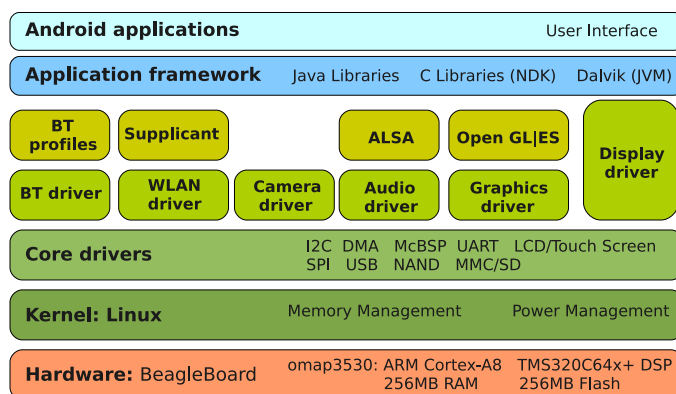 Android applications User Interface
Application framework Java Libraries C Libraries (NDK) Dalvik (JVM)
BT profiles
Supplicant
ALSA
Open GL|ES
Display driver
BT driver
WLAN driver
Camera driver
Audio driver
Graphics driver
Core drivers
I2C DMA McBSP UART LCD/Touch Screen
SPI USB NAND MMC/SD
Kernel: Linux Memory Management Power Management
Hardware: BeagleBoard
omap3530: ARM Cortex-A8 TMS320C64x+ DSP
256MB RAM 256MB Flash